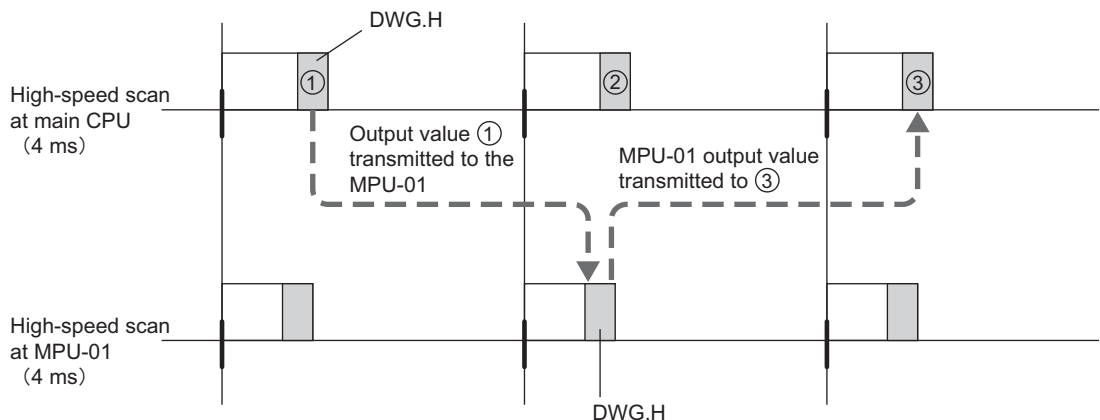 DWG.H
① ② ③
High-speed scan
at main CPU
（4 ms）
Output value ①
transmitted to the
MPU-01
MPU-01 output value
transmitted to ③
High-speed scan
at MPU-01
（4 ms）
DWG.H